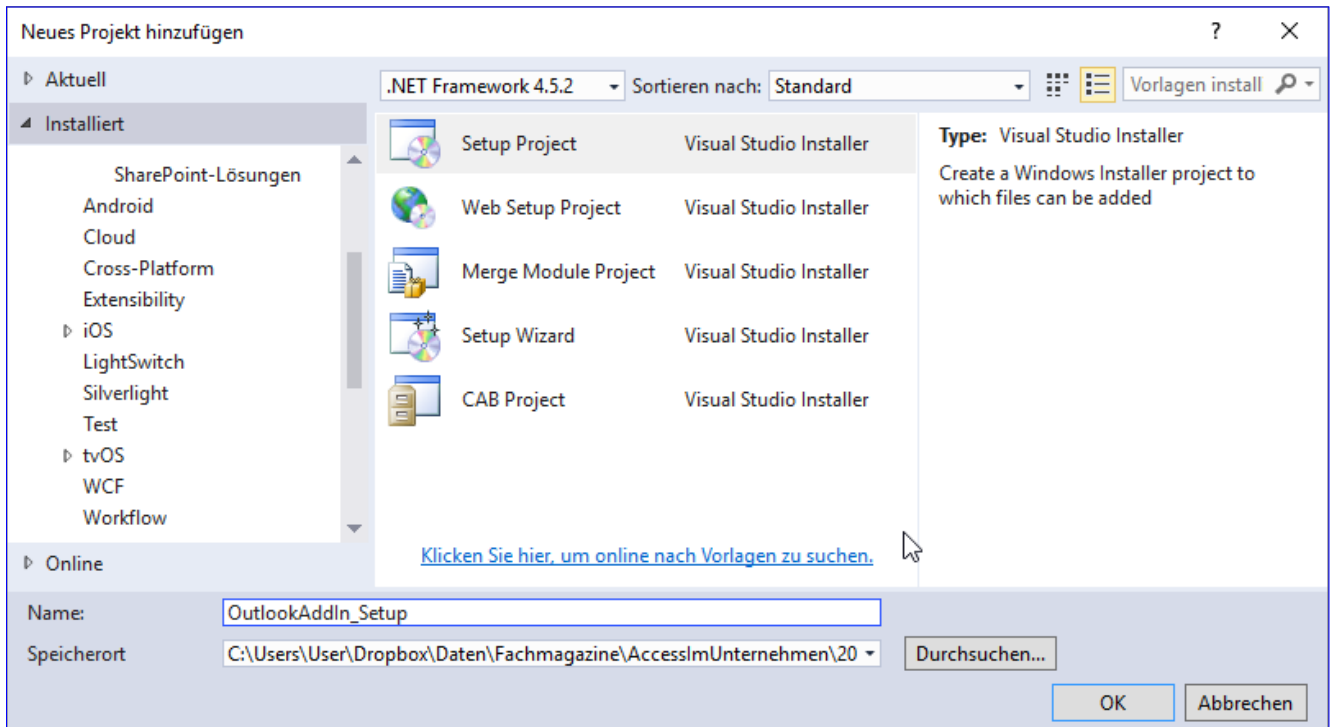 Neues Projekt hinzufügen
?
Aktuell
.NET Framework 4.5.2
Sortieren nach: Standard
Vorlagen install
Installiert
SharePoint-Lösungen
Android
Cloud
Cross-Platform
Extensibility
iOS
LightSwitch
Silverlight
Test
tvOS
WCF
Workflow
Online
Setup Project Visual Studio Installer
Web Setup Project Visual Studio Installer
Merge Module Project Visual Studio Installer
Setup Wizard Visual Studio Installer
CAB Project Visual Studio Installer
Klicken Sie hier, um online nach Vorlagen zu suchen.
Type: Visual Studio Installer
Create a Windows Installer project to
which files can be added
Name: OutlookAddIn_Setup
Speicherort C:\Users\User\Dropbox\Daten\Fachmagazine\AccessImUnternehmen\20
Durchsuchen...
OK Abbrechen